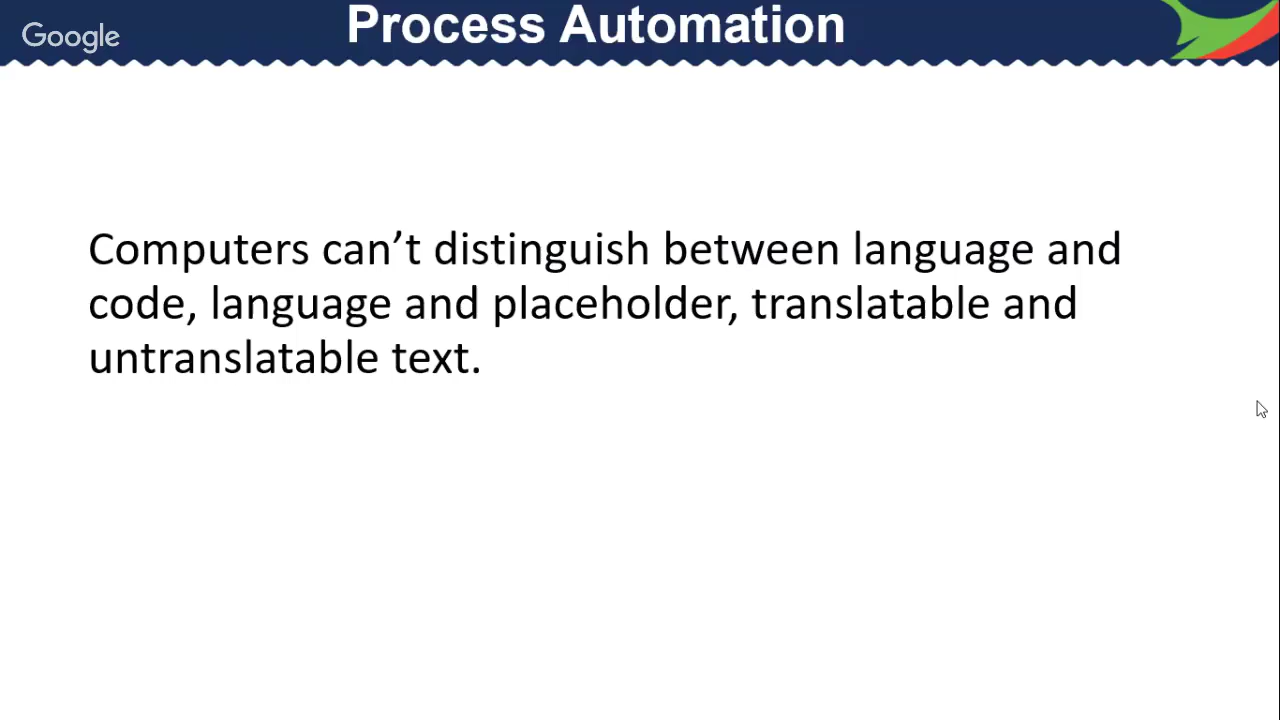 Google
Process Automation
Computers can’t distinguish between language and
code, language and placeholder, translatable and
untranslatable text.